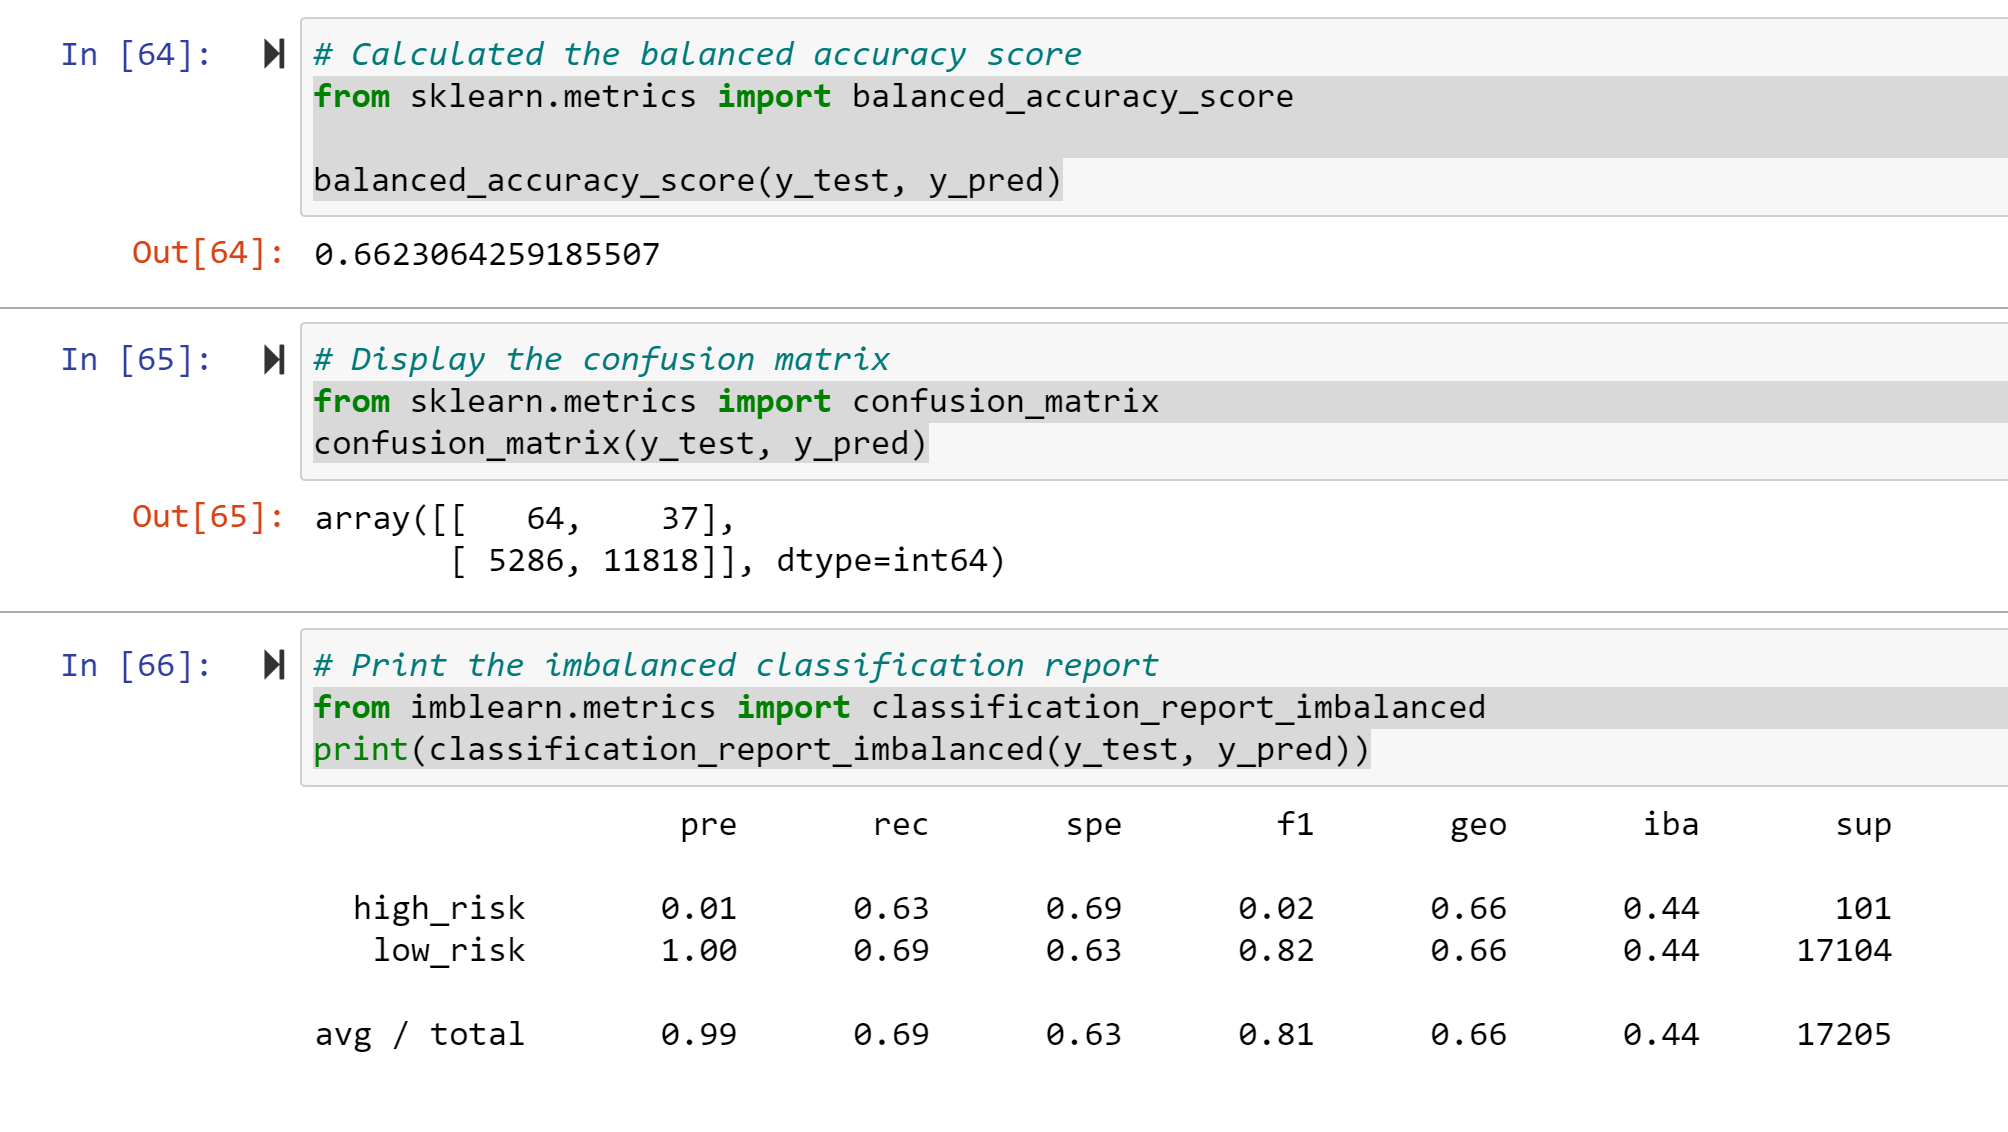 In [64]:
# Calculated the balanced accuracy score
from sklearn.metrics import balanced_accuracy_score
balanced_accuracy_score(y_test, y_pred)
Out[64]: 0.6623064259185507
In [65]:
# Display the confusion matrix
from sklearn.metrics import confusion_matrix
confusion_matrix(y_test, y_pred)
Out[65]: array([[   64,    37],
       [ 5286, 11818]], dtype=int64)
In [66]:
# Print the imbalanced classification report
from imblearn.metrics import classification_report_imbalanced
print(classification_report_imbalanced(y_test, y_pred))
pre rec spe f1 geo iba sup
high_risk 0.01 0.63 0.69 0.02 0.66 0.44 101
low_risk 1.00 0.69 0.63 0.82 0.66 0.44 17104
avg / total 0.99 0.69 0.63 0.81 0.66 0.44 17205